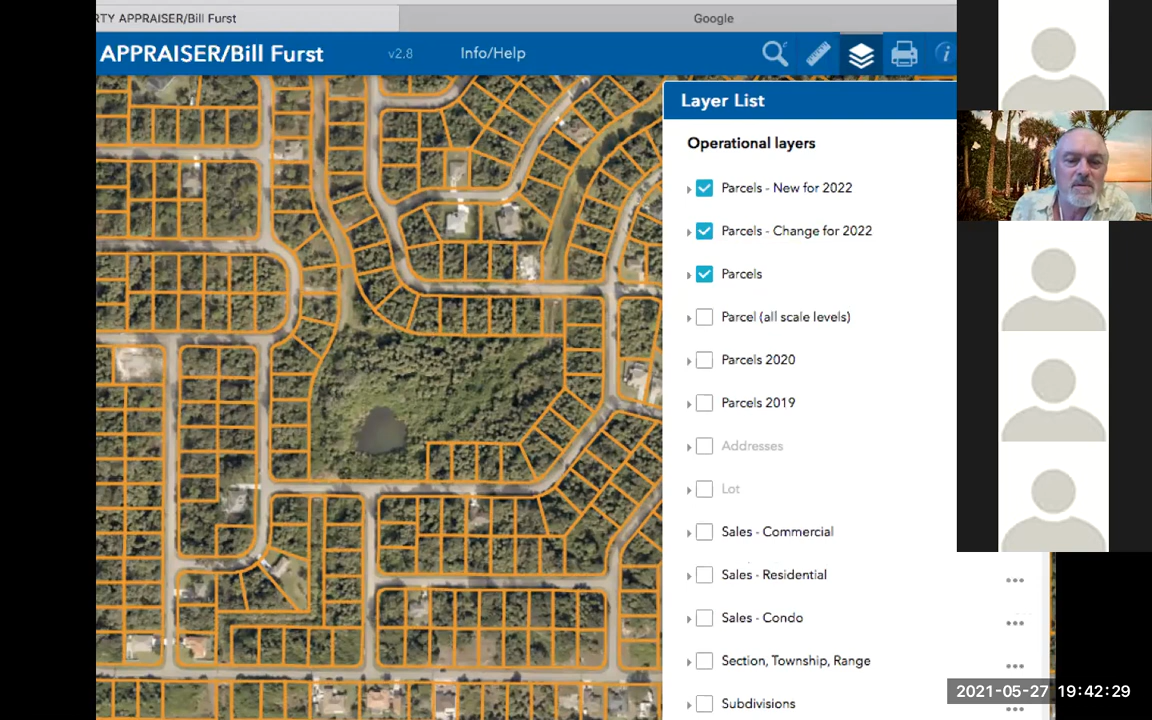 RTY APPRAISER/Bill Furst
Google
APPRAISER/Bill Furst
v2.8
Info/Help
Layer List
Operational layers
Parcels - New for 2022
Parcels - Change for 2022
Parcels
Parcel (all scale levels)
Parcels 2020
Parcels 2019
Addresses
Lot
Sales - Commercial
Sales - Residential
Sales - Condo
Section, Township, Range
Subdivisions
2021-05-27 19:42:29